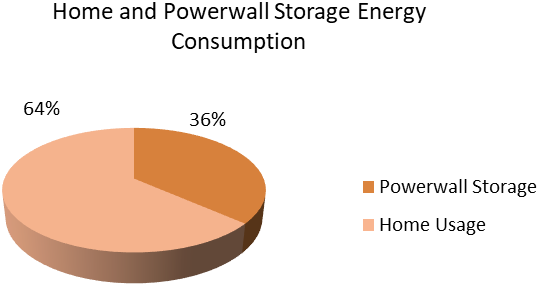 Home and Powerwall Storage Energy
Consumption
64%
36%
Powerwall Storage
Home Usage